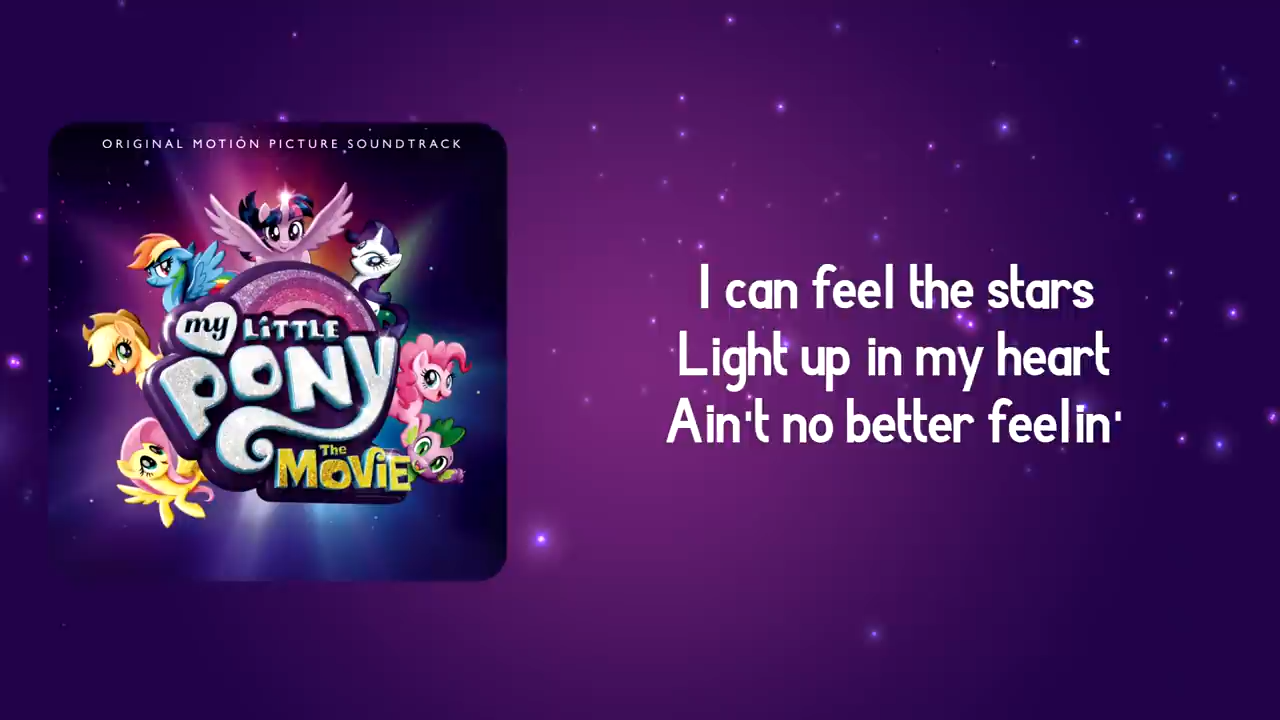 ORIGINAL MOTION PICTURE SOUNDTRACK
my LiTTLE
PONY
The
MOViE
I can feel the stars
Light up in my heart
Ain't no better feelin'